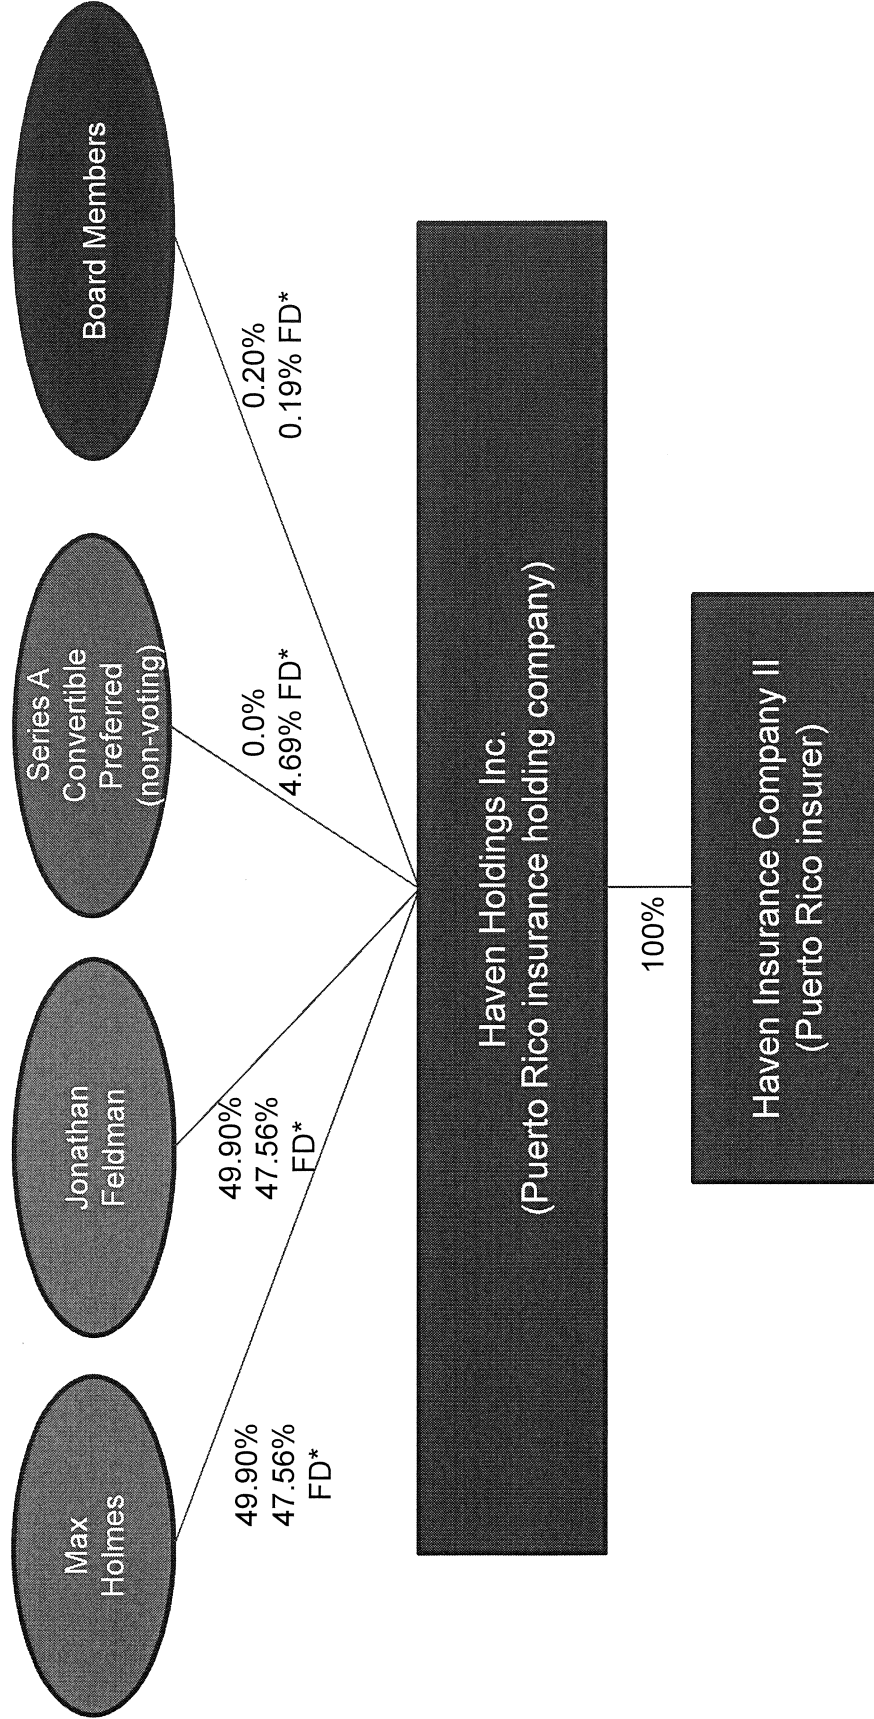 Max
Holmes
Jonathan
Feldman
Series A
Convertible
Preferred
(non-voting)
Board Members
49.90%
47.56%
FD*
49.90%
47.56%
FD*
0.0%
4.69% FD*
0.20%
0.19% FD*
Haven Holdings Inc.
(Puerto Rico insurance holding company)
100%
Haven Insurance Company II
(Puerto Rico insurer)